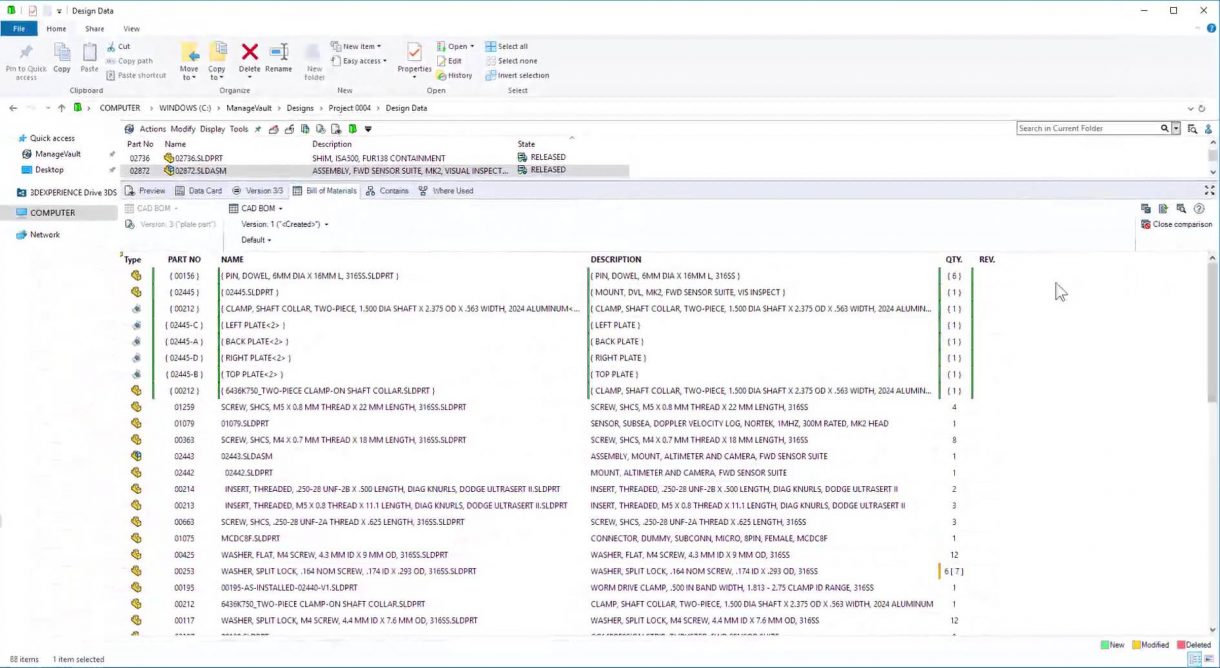 Design Data
File Home Share View
Pin to Quick access
Copy
Paste
Cut
Copy path
Paste shortcut
Clipboard
Move to
Copy to
Delete
Rename
Organize
New folder
New item
Easy access
New
Properties
Open
Edit
History
Open
Select all
Select none
Invert selection
Select
COMPUTER > WINDOWS (C:) > ManageVault > Designs > Project 0004 > Design Data
Quick access
ManageVault
Desktop
3DEXPERIENCE Drive 3DS
COMPUTER
Network
Actions Modify Display Tools
Search in Current Folder
Part No Name Description State
02736 02736.SLDPRT SHIM, ISA500, FUR138 CONTAINMENT RELEASED
02872 02872.SLDASM ASSEMBLY, FWD SENSOR SUITE, MK2, VISUAL INSPECT... RELEASED
Preview Data Card Version 3/3 Bill of Materials Contains Where Used
CAD BOM CAD BOM
Version: 3 ("plate part") Version: 1 ("<Created>") Close comparison
Default
Type PART NO NAME DESCRIPTION QTY. REV.
{ 00156 } { PIN, DOWEL, 6MM DIA X 16MM L, 316SS.SLDPRT } { PIN, DOWEL, 6MM DIA X 16MM L, 316SS } { 6 }
{ 02445 } { 02445.SLDPRT } { MOUNT, DVL, MK2, FWD SENSOR SUITE, VIS INSPECT } { 1 }
{ 00212 } { CLAMP, SHAFT COLLAR, TWO-PIECE, 1.500 DIA SHAFT X 2.375 OD X .563 WIDTH, 2024 ALUMINUM<... { CLAMP, SHAFT COLLAR, TWO-PIECE, 1.500 DIA SHAFT X 2.375 OD X .563 WIDTH, 2024 ALUMIN... { 1 }
{ 02445-C } { LEFT PLATE<2> } { LEFT PLATE } { 1 }
{ 02445-A } { BACK PLATE<2> } { BACK PLATE } { 1 }
{ 02445-D } { RIGHT PLATE<2> } { RIGHT PLATE } { 1 }
{ 02445-B } { TOP PLATE<2> } { TOP PLATE } { 1 }
{ 00212 } { 6436K750_TWO-PIECE CLAMP-ON SHAFT COLLAR.SLDPRT } { CLAMP, SHAFT COLLAR, TWO-PIECE, 1.500 DIA SHAFT X 2.375 OD X .563 WIDTH, 2024 ALUMIN... { 1 }
01259 SCREW, SHCS, M5 X 0.8 MM THREAD X 22 MM LENGTH, 316SS.SLDPRT SCREW, SHCS, M5 X 0.8 MM THREAD X 22 MM LENGTH, 316SS 4
01079 01079.SLDPRT SENSOR, SUBSEA, DOPPLER VELOCITY LOG, NORTEK, 1MHZ, 300M RATED, MK2 HEAD 1
00363 SCREW, SHCS, M4 X 0.7 MM THREAD X 18 MM LENGTH, 316SS.SLDPRT SCREW, SHCS, M4 X 0.7 MM THREAD X 18 MM LENGTH, 316SS 8
02443 02443.SLDASM ASSEMBLY, MOUNT, ALTIMETER AND CAMERA, FWD SENSOR SUITE 1
02442 02442.SLDPRT MOUNT, ALTIMETER AND CAMERA, FWD SENSOR SUITE 1
00214 INSERT, THREADED, .250-28 UNF-2B X .500 LENGTH, DIAG KNURLS, DODGE ULTRASERT II.SLDPRT INSERT, THREADED, .250-28 UNF-2B X .500 LENGTH, DIAG KNURLS, DODGE ULTRASERT II 2
00213 INSERT, THREADED, M5 X 0.8 THREAD X 11.1 LENGTH, DIAG KNURLS, DODGE ULTRASERT II.SLDPRT INSERT, THREADED, M5 X 0.8 THREAD X 11.1 LENGTH, DIAG KNURLS, DODGE ULTRASERT II 3
00663 SCREW, SHCS, .250-28 UNF-2A THREAD X .625 LENGTH, 316SS.SLDPRT SCREW, SHCS, .250-28 UNF-2A THREAD X .625 LENGTH, 316SS 3
01075 MCDC8F.SLDPRT CONNECTOR, DUMMY, SUBCONN, MICRO, 8PIN, FEMALE, MCDC8F 1
00425 WASHER, FLAT, M4 SCREW, 4.3 MM ID X 9 MM OD, 316SS.SLDPRT WASHER, FLAT, M4 SCREW, 4.3 MM ID X 9 MM OD, 316SS 12
00253 WASHER, SPLIT LOCK, .164 NOM SCREW, .174 ID X .293 OD, 316SS.SLDPRT WASHER, SPLIT LOCK, .164 NOM SCREW, .174 ID X .293 OD, 316SS 6 [ 7 ]
00195 00195-AS-INSTALLED-02440-V1.SLDPRT WORM DRIVE CLAMP, .500 IN BAND WIDTH, 1.813 - 2.75 CLAMP ID RANGE, 316SS 1
00212 6436K750_TWO-PIECE CLAMP-ON SHAFT COLLAR.SLDPRT CLAMP, SHAFT COLLAR, TWO-PIECE, 1.500 DIA SHAFT X 2.375 OD X .563 WIDTH, 2024 ALUMINUM 1
00117 WASHER, SPLIT LOCK, M4 SCREW, 4.4 MM ID X 7.6 MM OD, 316SS.SLDPRT WASHER, SPLIT LOCK, M4 SCREW, 4.4 MM ID X 7.6 MM OD, 316SS 12
New Modified Deleted
88 items 1 item selected